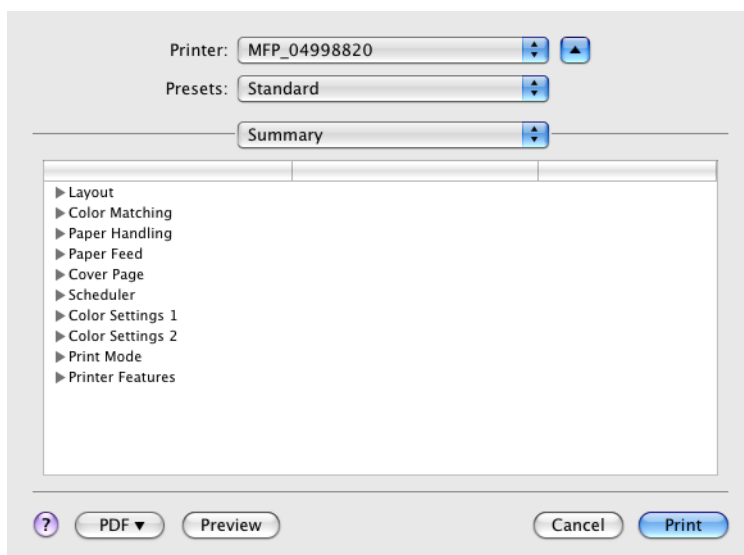 Printer: MFP_04998820
Presets: Standard
Summary
Layout
Color Matching
Paper Handling
Paper Feed
Cover Page
Scheduler
Color Settings 1
Color Settings 2
Print Mode
Printer Features
? PDF Preview Cancel Print